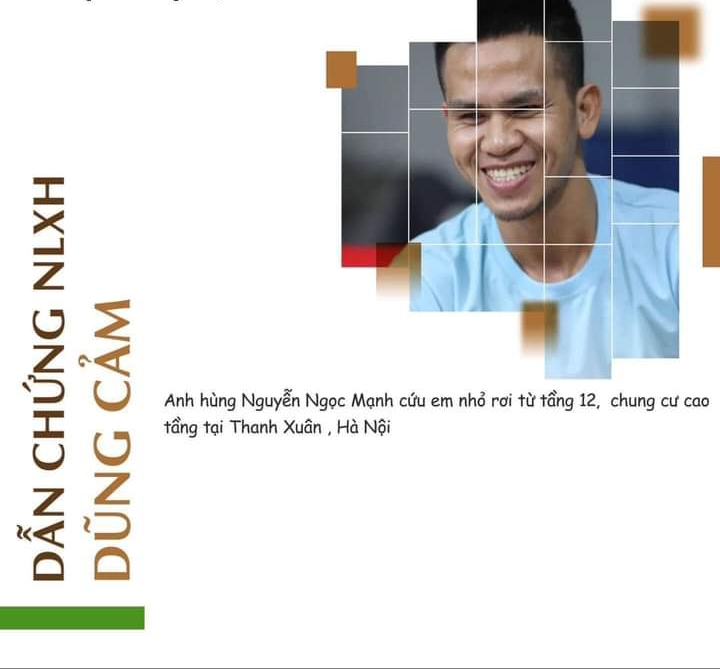 DẪN CHỨNG NLXH
DŨNG CẢM
Anh hùng Nguyễn Ngọc Mạnh cứu em nhỏ rơi từ tầng 12, chung cư cao
tầng tại Thanh Xuân , Hà Nội